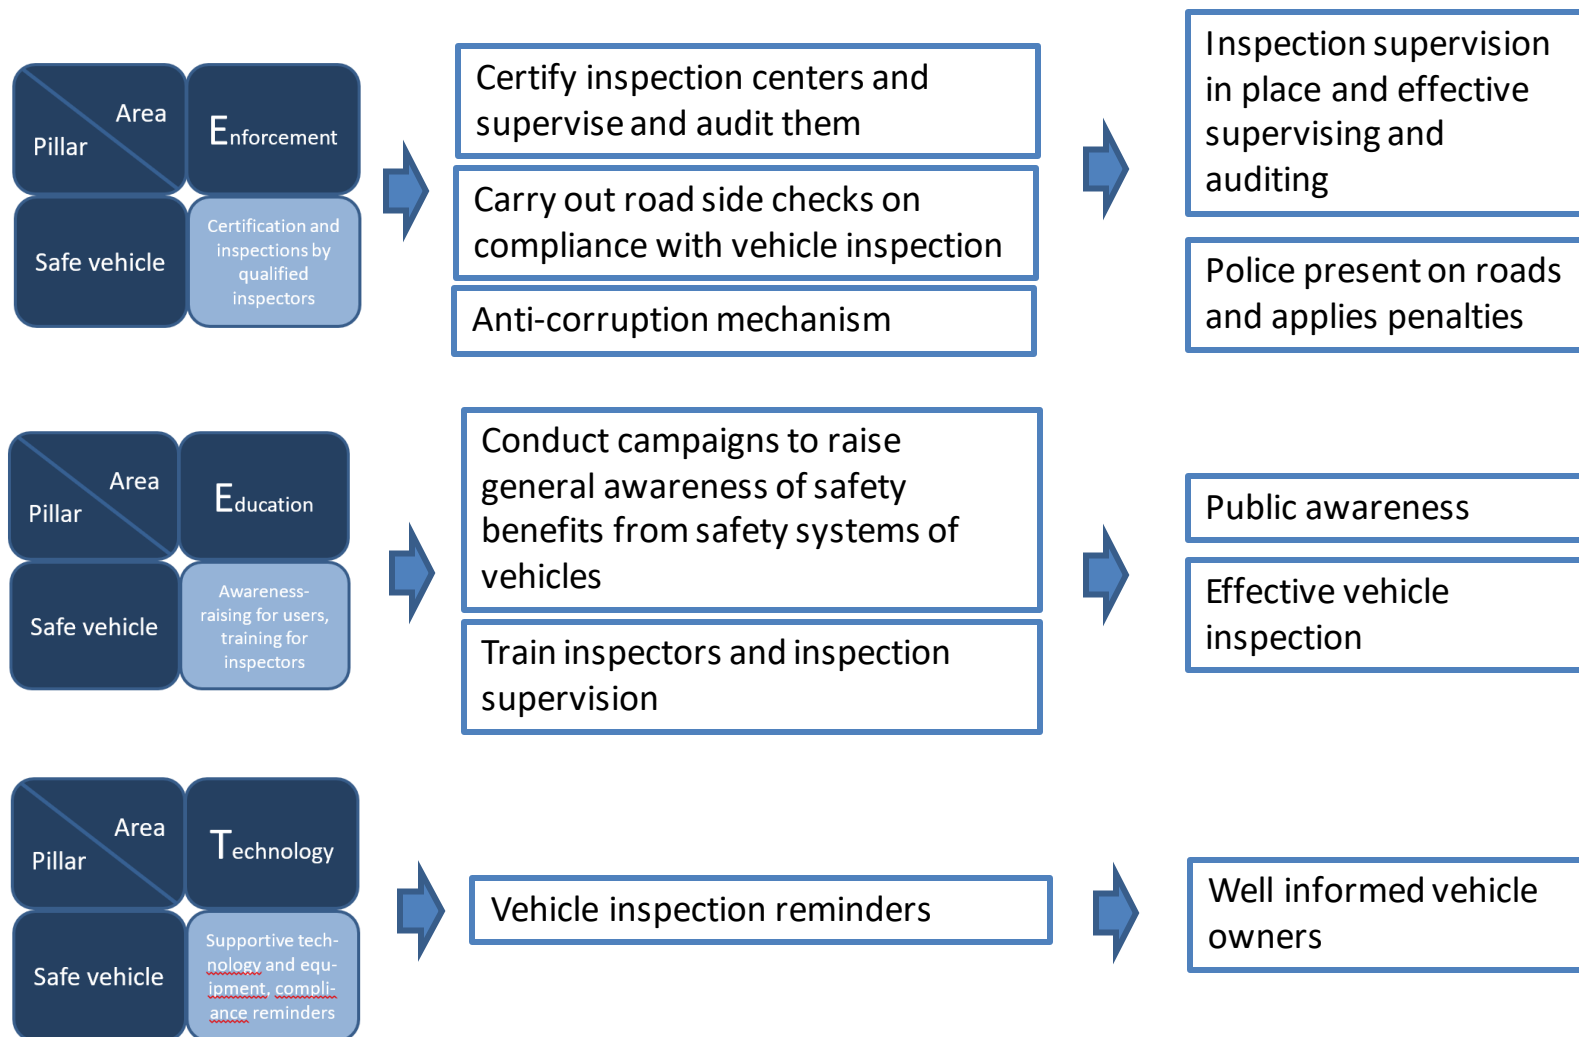 Area
Pillar
Enforcement
Safe vehicle
Certification and
inspections by
qualified
inspectors
Certify inspection centers and
supervise and audit them
Carry out road side checks on
compliance with vehicle inspection
Anti-corruption mechanism
Inspection supervision
in place and effective
supervising and
auditing
Police present on roads
and applies penalties
Area
Pillar
Education
Safe vehicle
Awareness-
raising for users,
training for
inspectors
Conduct campaigns to raise
general awareness of safety
benefits from safety systems of
vehicles
Train inspectors and inspection
supervision
Public awareness
Effective vehicle
inspection
Area
Pillar
Technology
Safe vehicle
Supportive tech-
nology and equ-
ipment, compli-
ance reminders
Vehicle inspection reminders
Well informed vehicle
owners